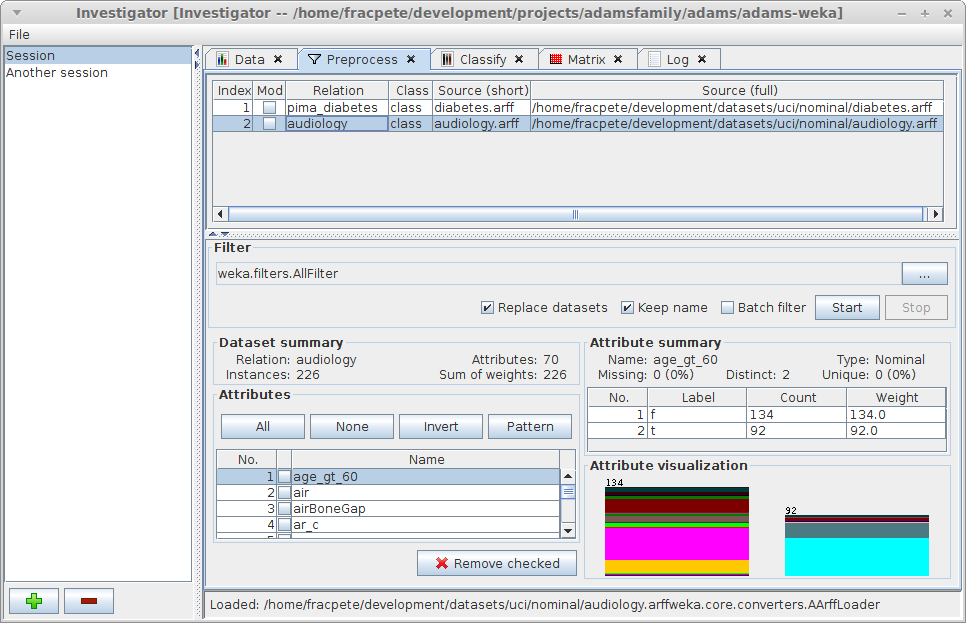 Investigator [Investigator -- /home/fracpete/development/projects/adamsfamily/adams/adams-weka]
File
Session
Another session
Data Preprocess Classify Matrix Log
Index Mod Relation Class Source (short) Source (full)
1 pima_diabetes class diabetes.arff /home/fracpete/development/datasets/uci/nominal/diabetes.arff
2 audiology class audiology.arff /home/fracpete/development/datasets/uci/nominal/audiology.arff
Filter
weka.filters.AllFilter ...
Replace datasets Keep name Batch filter Start Stop
Dataset summary
Relation: audiology Attributes: 70
Instances: 226 Sum of weights: 226
Attributes
All None Invert Pattern
No. Name
1 age_gt_60
2 air
3 airBoneGap
4 ar_c
Remove checked
Attribute summary
Name: age_gt_60 Type: Nominal
Missing: 0 (0%) Distinct: 2 Unique: 0 (0%)
No. Label Count Weight
1 f 134 134.0
2 t 92 92.0
Attribute visualization
134
92
Loaded: /home/fracpete/development/datasets/uci/nominal/audiology.arffweka.core.converters.AArffLoader